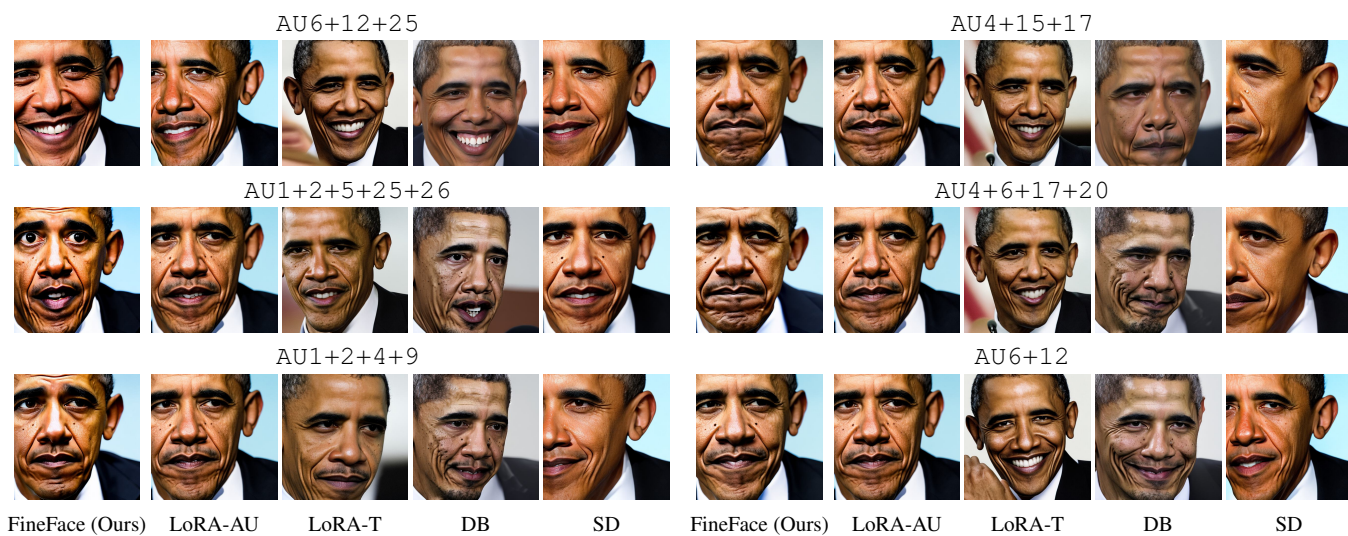 AU6+12+25 AU4+15+17
AU1+2+5+25+26 AU4+6+17+20
AU1+2+4+9 AU6+12
FineFace (Ours) LoRA-AU LoRA-T DB SD FineFace (Ours) LoRA-AU LoRA-T DB SD